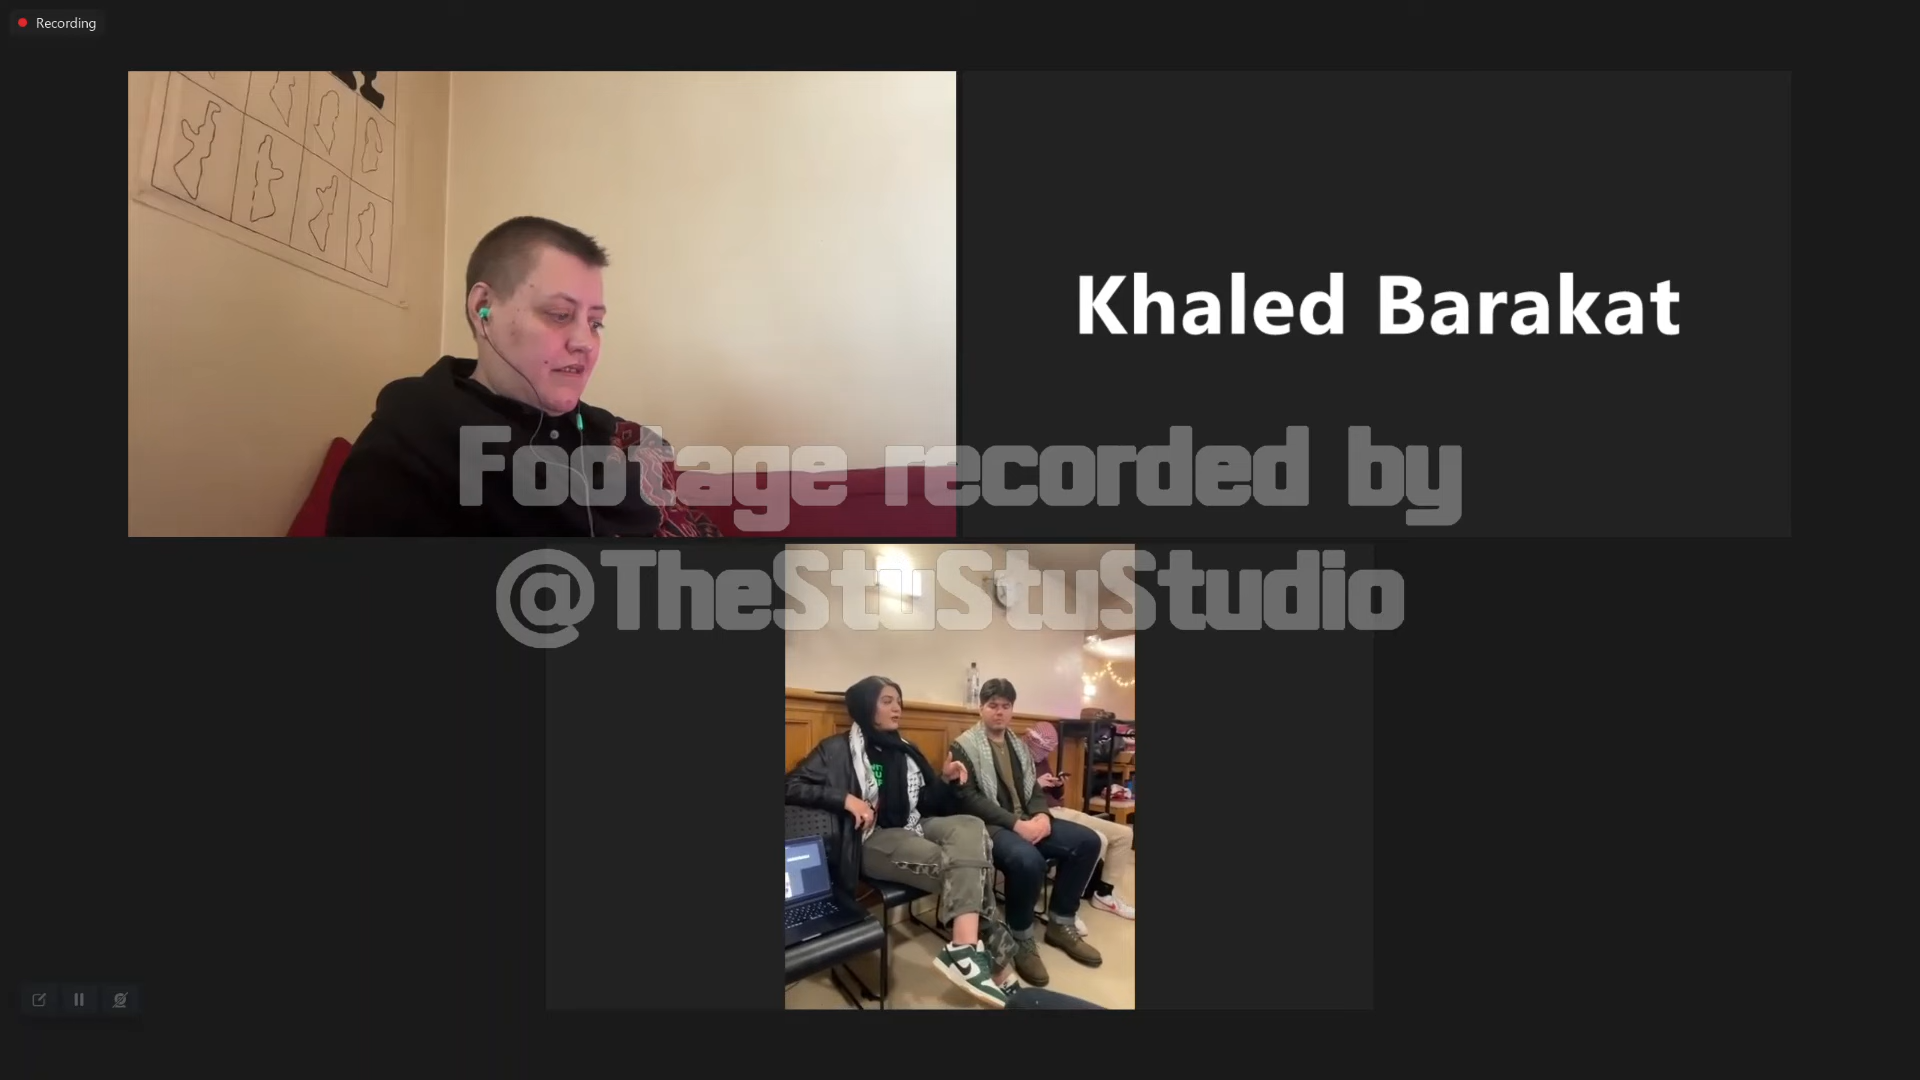 Recording
Khaled Barakat
Footage recorded by
@TheStuStuStudio